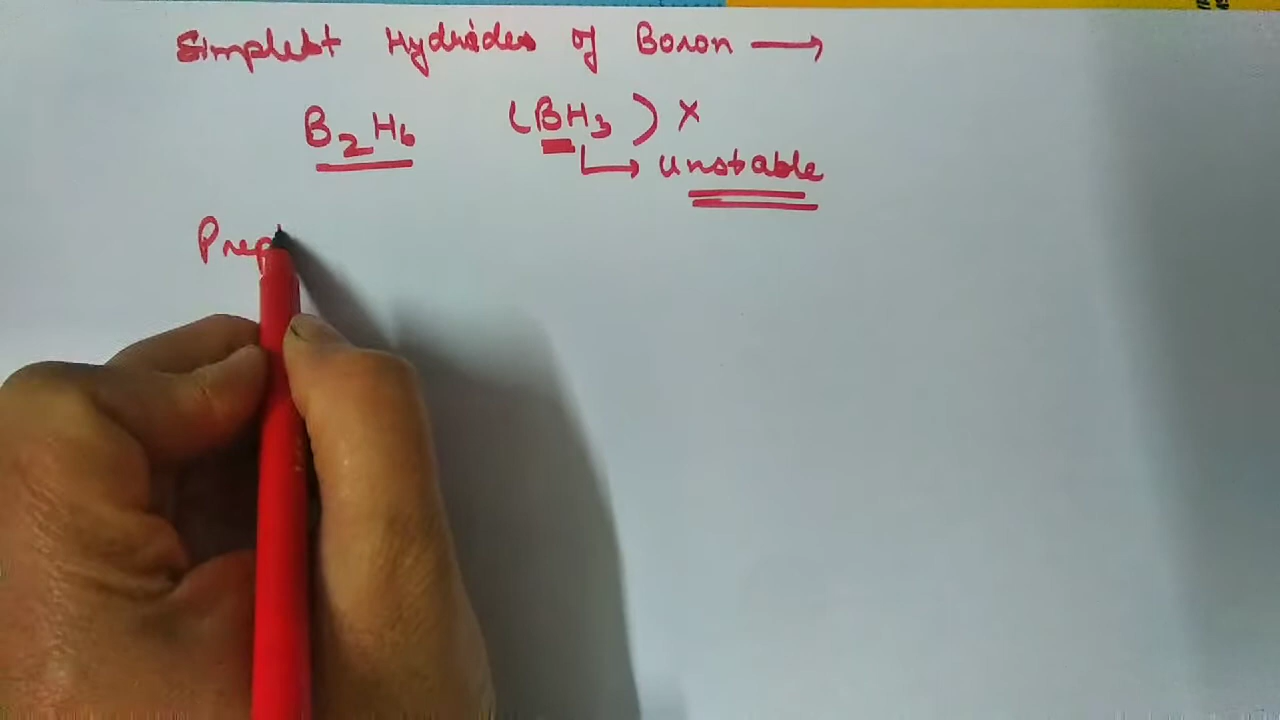 Simplest Hydrides of Boron →
B₂H₆ (BH₃) ×
↳ unstable
Prep